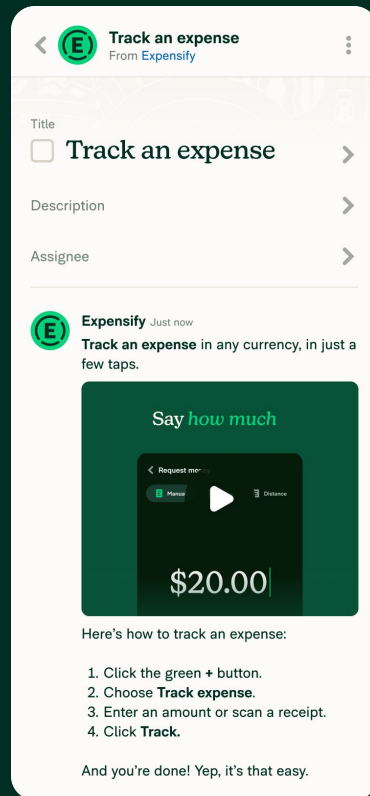 Track an expense
From Expensify
Title
Track an expense
Description
Assignee
Expensify Just now
Track an expense in any currency, in just a
few taps.
Say how much
Request money
Manual
Distance
$20.00
Here’s how to track an expense:
1. Click the green + button.
2. Choose Track expense.
3. Enter an amount or scan a receipt.
4. Click Track.
And you’re done! Yep, it’s that easy.